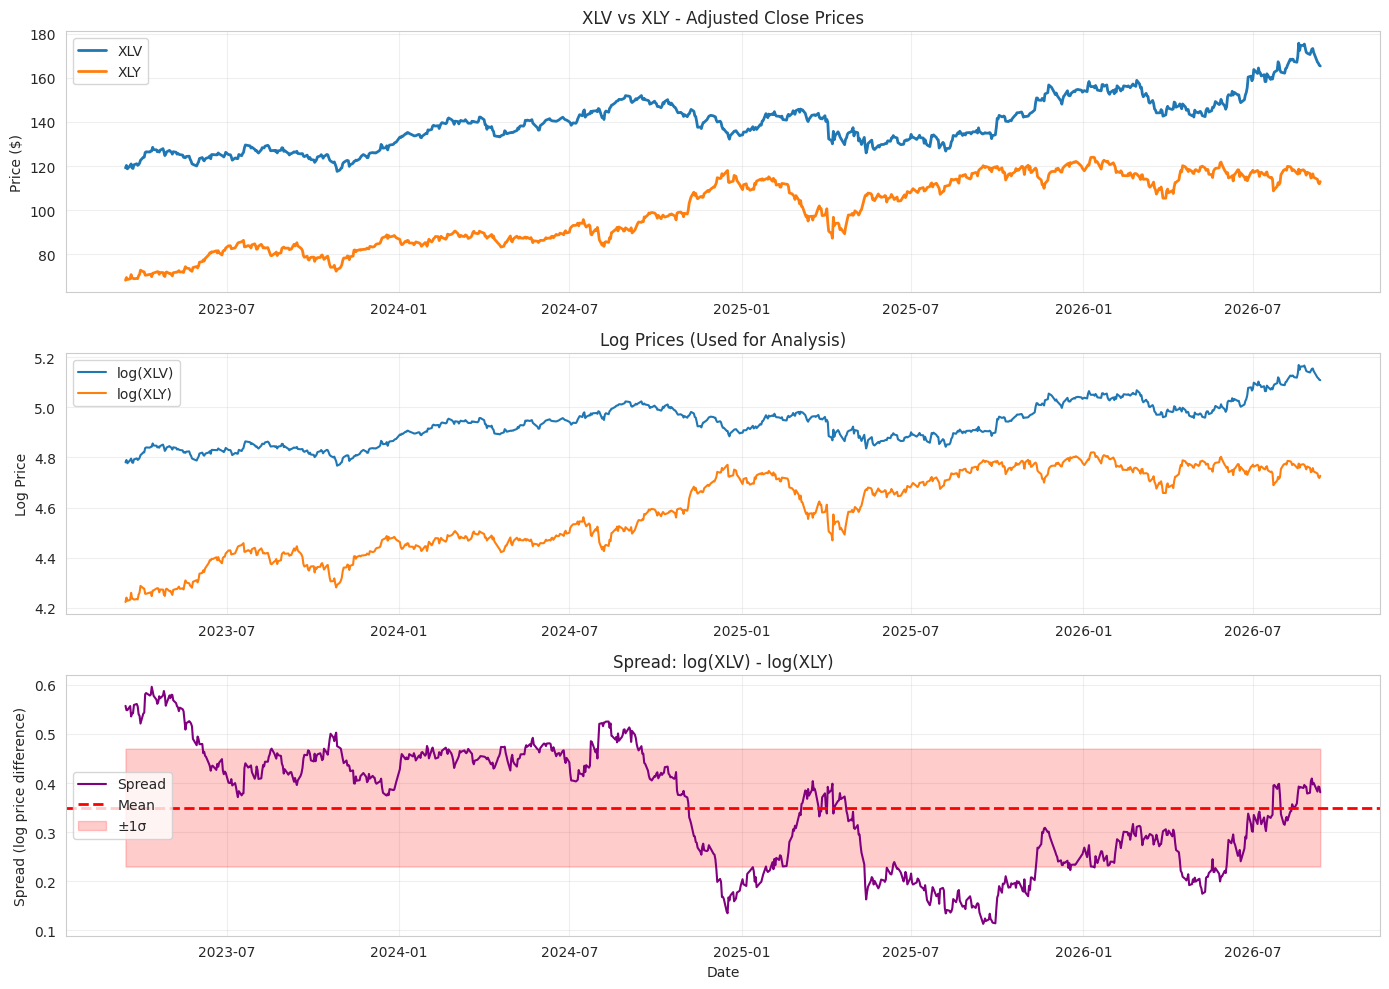 XLV vs XLY - Adjusted Close Prices
180
160
140
120
100
80
Price ($)
XLV
XLY
2023-07
2024-01
2024-07
2025-01
2025-07
2026-01
2026-07
Log Prices (Used for Analysis)
5.2
5.0
4.8
4.6
4.4
4.2
Log Price
log(XLV)
log(XLY)
2023-07
2024-01
2024-07
2025-01
2025-07
2026-01
2026-07
Spread: log(XLV) - log(XLY)
0.6
0.5
0.4
0.3
0.2
0.1
Spread (log price difference)
Spread
Mean
±1σ
2023-07
2024-01
2024-07
2025-01
2025-07
2026-01
2026-07
Date